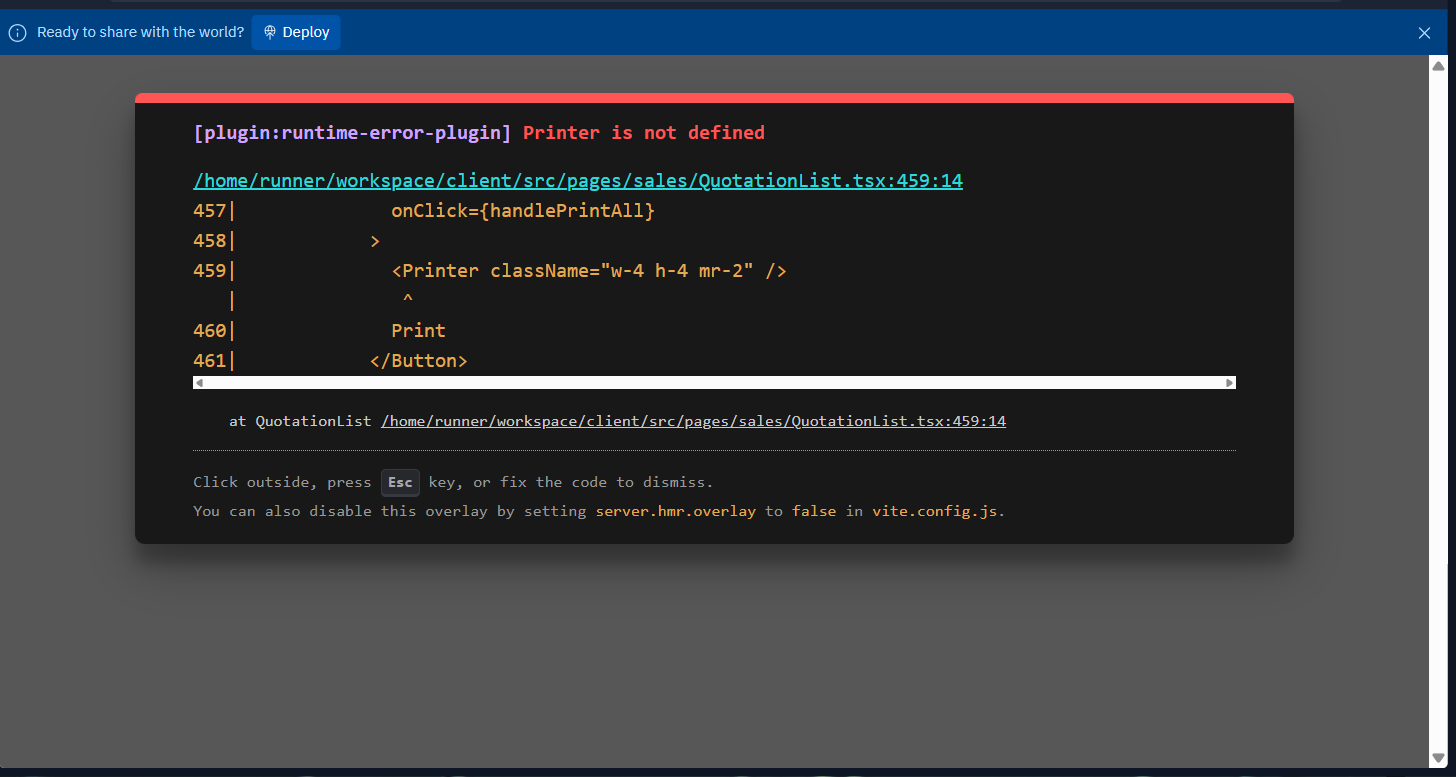 Ready to share with the world? Deploy
[plugin:runtime-error-plugin] Printer is not defined
/home/runner/workspace/client/src/pages/sales/QuotationList.tsx:459:14
457| onClick={handlePrintAll}
458| >
459| <Printer className="w-4 h-4 mr-2" />
| ^
460| Print
461| </Button>
at QuotationList /home/runner/workspace/client/src/pages/sales/QuotationList.tsx:459:14
Click outside, press Esc key, or fix the code to dismiss.
You can also disable this overlay by setting server.hmr.overlay to false in vite.config.js.